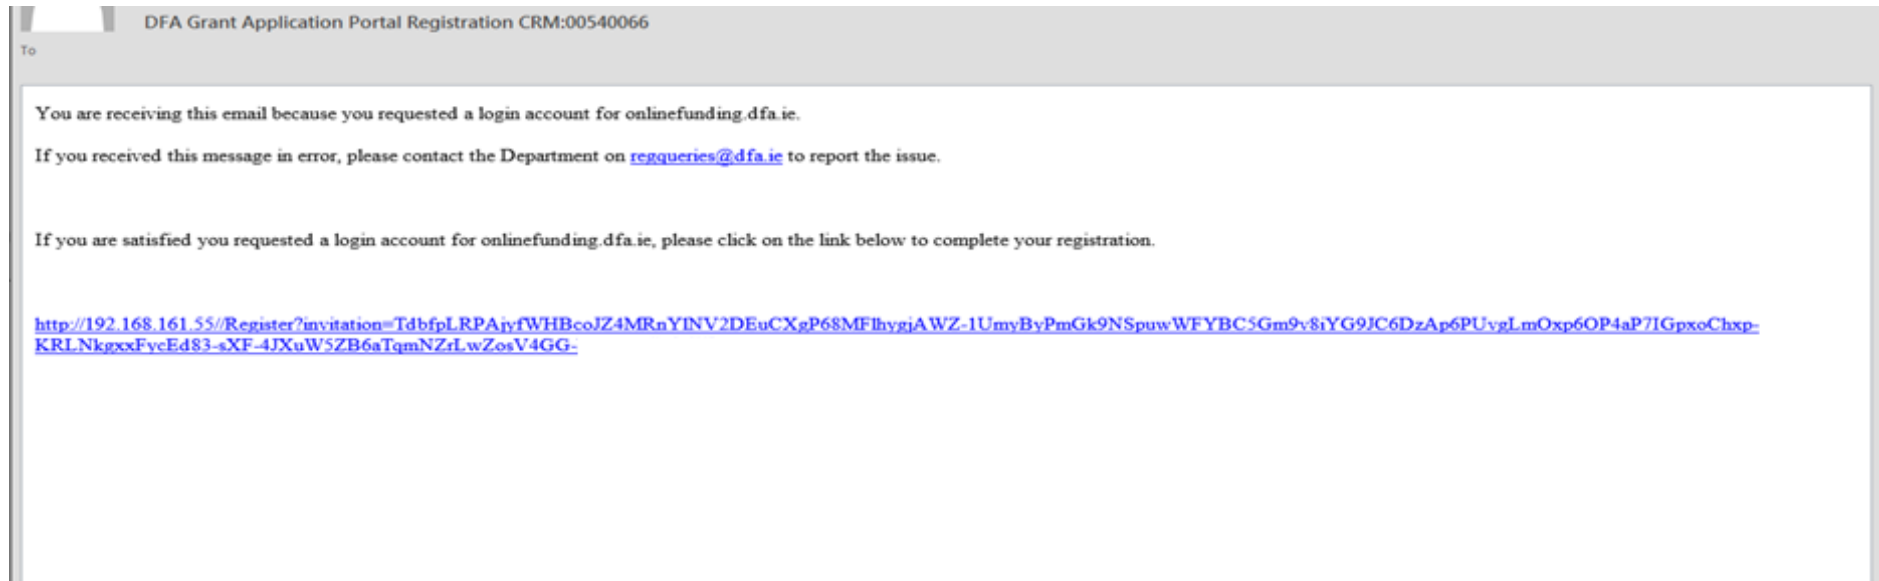 DFA Grant Application Portal Registration CRM:00540066
To
You are receiving this email because you requested a login account for onlinefunding.dfa.ie.
If you received this message in error, please contact the Department on regqueries@dfa.ie to report the issue.
If you are satisfied you requested a login account for onlinefunding.dfa.ie, please click on the link below to complete your registration.
http://192.168.161.55//Register?invitation=TdbfpLRPAjyfWHBcoJZ4MRnYINV2DEuCXgP68MFIhygjAWZ-1UmyByPmGk9NSpuwWFYBC5Gm9v8iYG9JC6DzAp6PUvgLmOxp6OP4aP7IGpxoChxp-
KRLNkgxxFycEd83-sXF-4JXuW5ZB6aTqmNZrLwZosV4GG-